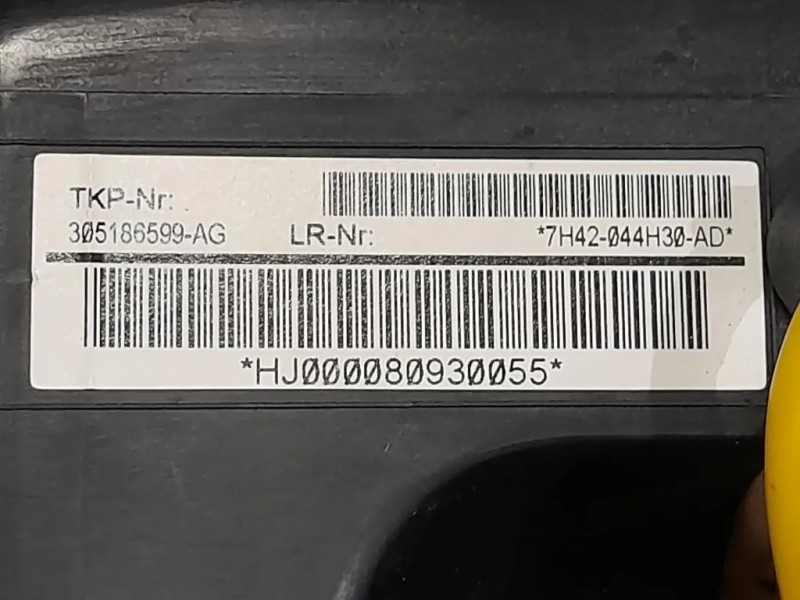 TKP-Nr:
305186599-AG LR-Nr: *7H42-044H30-AD*
*HJ000080930055*